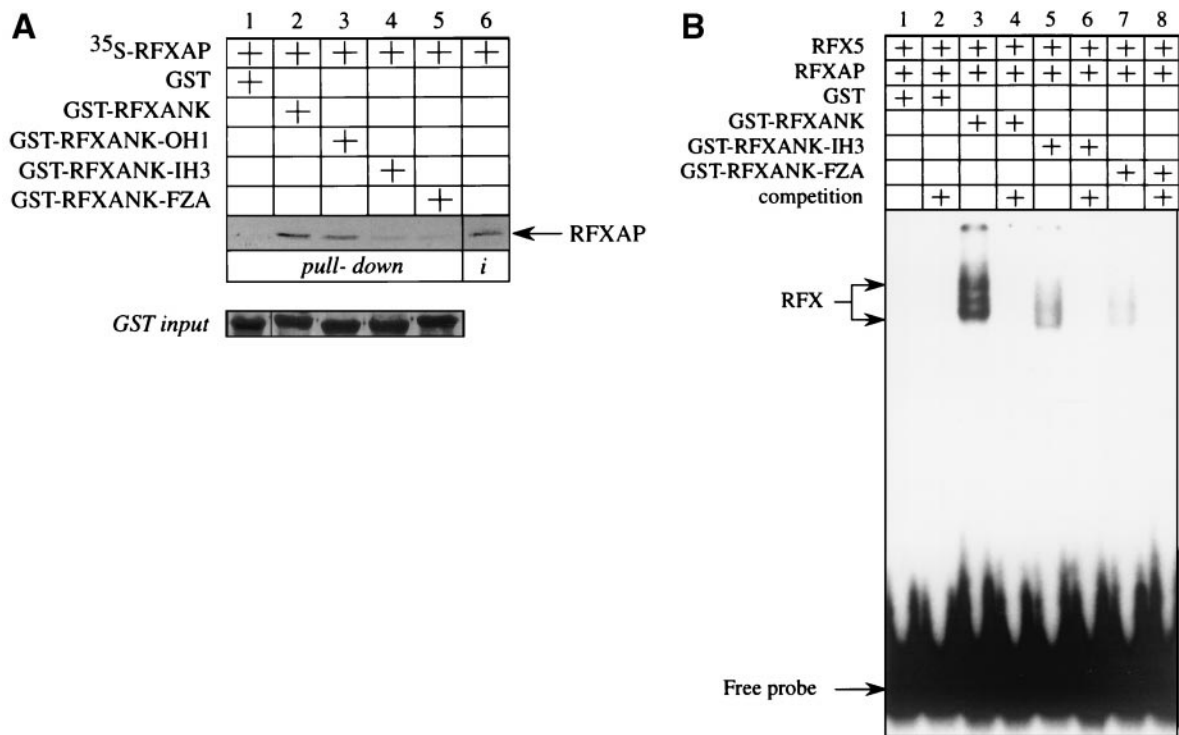 A
1 2 3 4 5 6
³⁵S-RFXAP + + + + + +
GST +
GST-RFXANK +
GST-RFXANK-OH1 +
GST-RFXANK-IH3 +
GST-RFXANK-FZA +
RFXAP
pull- down i
GST input
B
1 2 3 4 5 6 7 8
RFX5 + + + + + + + +
RFXAP + + + + + + + +
GST + +
GST-RFXANK + +
GST-RFXANK-IH3 + +
GST-RFXANK-FZA + +
competition + + + +
RFX
Free probe